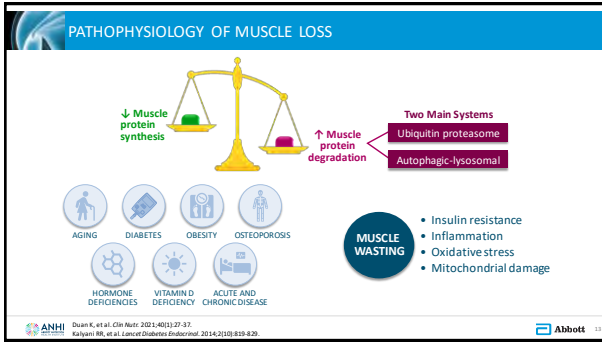 PATHOPHYSIOLOGY OF MUSCLE LOSS
↓ Muscle
protein
synthesis
↑ Muscle
protein
degradation
Two Main Systems
Ubiquitin proteasome
Autophagic-lysosomal
AGING
DIABETES
OBESITY
OSTEOPOROSIS
HORMONE
DEFICIENCIES
VITAMIN D
DEFICIENCY
ACUTE AND
CHRONIC DISEASE
MUSCLE
WASTING
• Insulin resistance
• Inflammation
• Oxidative stress
• Mitochondrial damage
ANHI
Duan K, et al. Clin Nutr. 2021;40(1):27-37.
Kalyani RR, et al. Lancet Diabetes Endocrinol. 2014;2(10):819-829.
Abbott
13